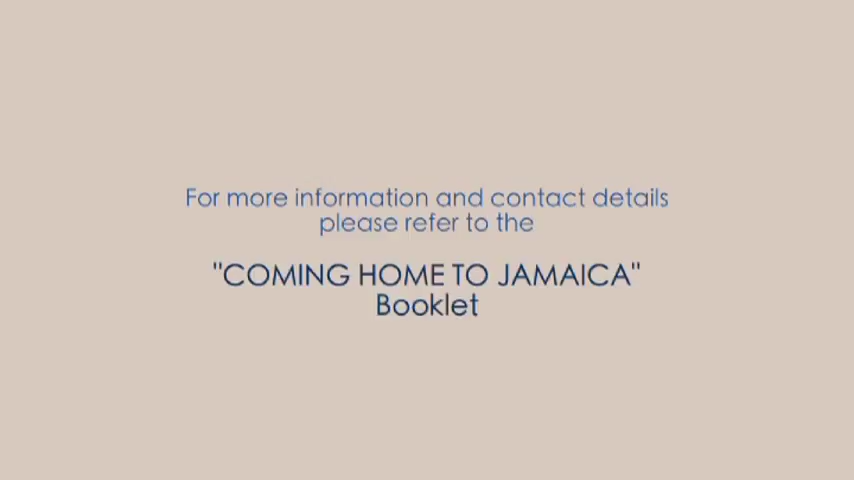 For more information and contact details
please refer to the
"COMING HOME TO JAMAICA"
Booklet